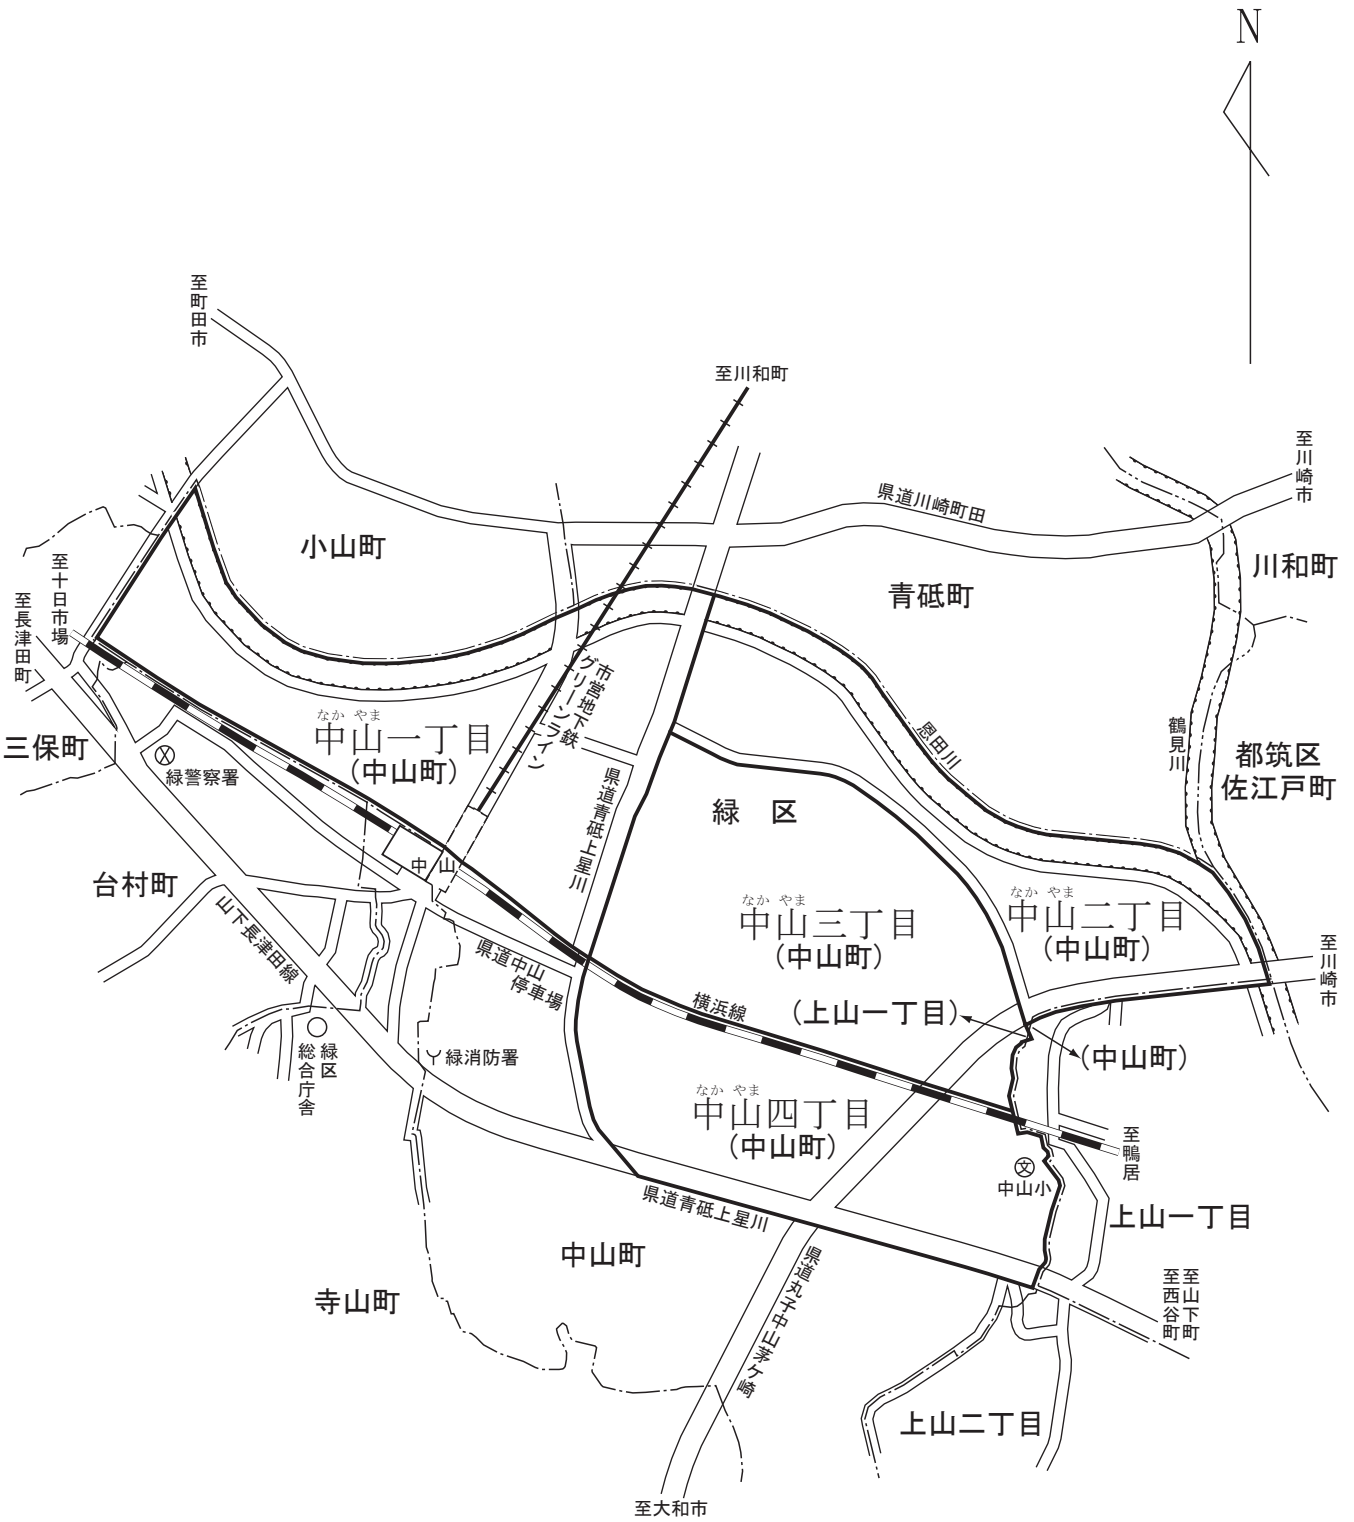 N
至町田市
至川和町
至川崎市
県道川崎町田
小山町
川和町
青砥町
至十日市場
至長津田町
市営地下鉄
グリーンライン
恩田川
鶴見川
都筑区
佐江戸町
三保町
緑警察署
なか やま
中山一丁目
(中山町)
県道青砥上星川
緑 区
中 山
台村町
山下長津田線
なか やま
中山三丁目
(中山町)
なか やま
中山二丁目
(中山町)
至川崎市
県道中山
停車場
横浜線
(上山一丁目)
(中山町)
緑区
総合庁舎
緑消防署
なか やま
中山四丁目
(中山町)
至鴨居
文
中山小
上山一丁目
県道青砥上星川
中山町
寺山町
県道丸子中山茅ケ崎
至山下町
至西谷町
上山二丁目
至大和市